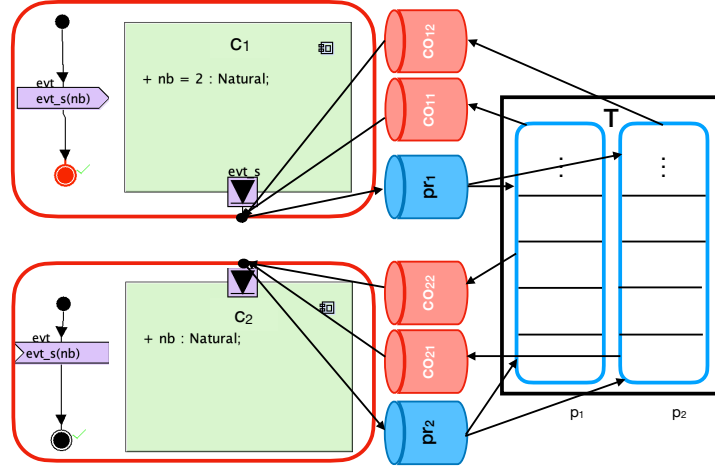 C1
+ nb = 2 : Natural;
evt
evt_s(nb)
evt_s
co12
co11
pr1
T
⋮
⋮
co22
C2
+ nb : Natural;
evt
evt_s(nb)
co21
pr2
p1
p2